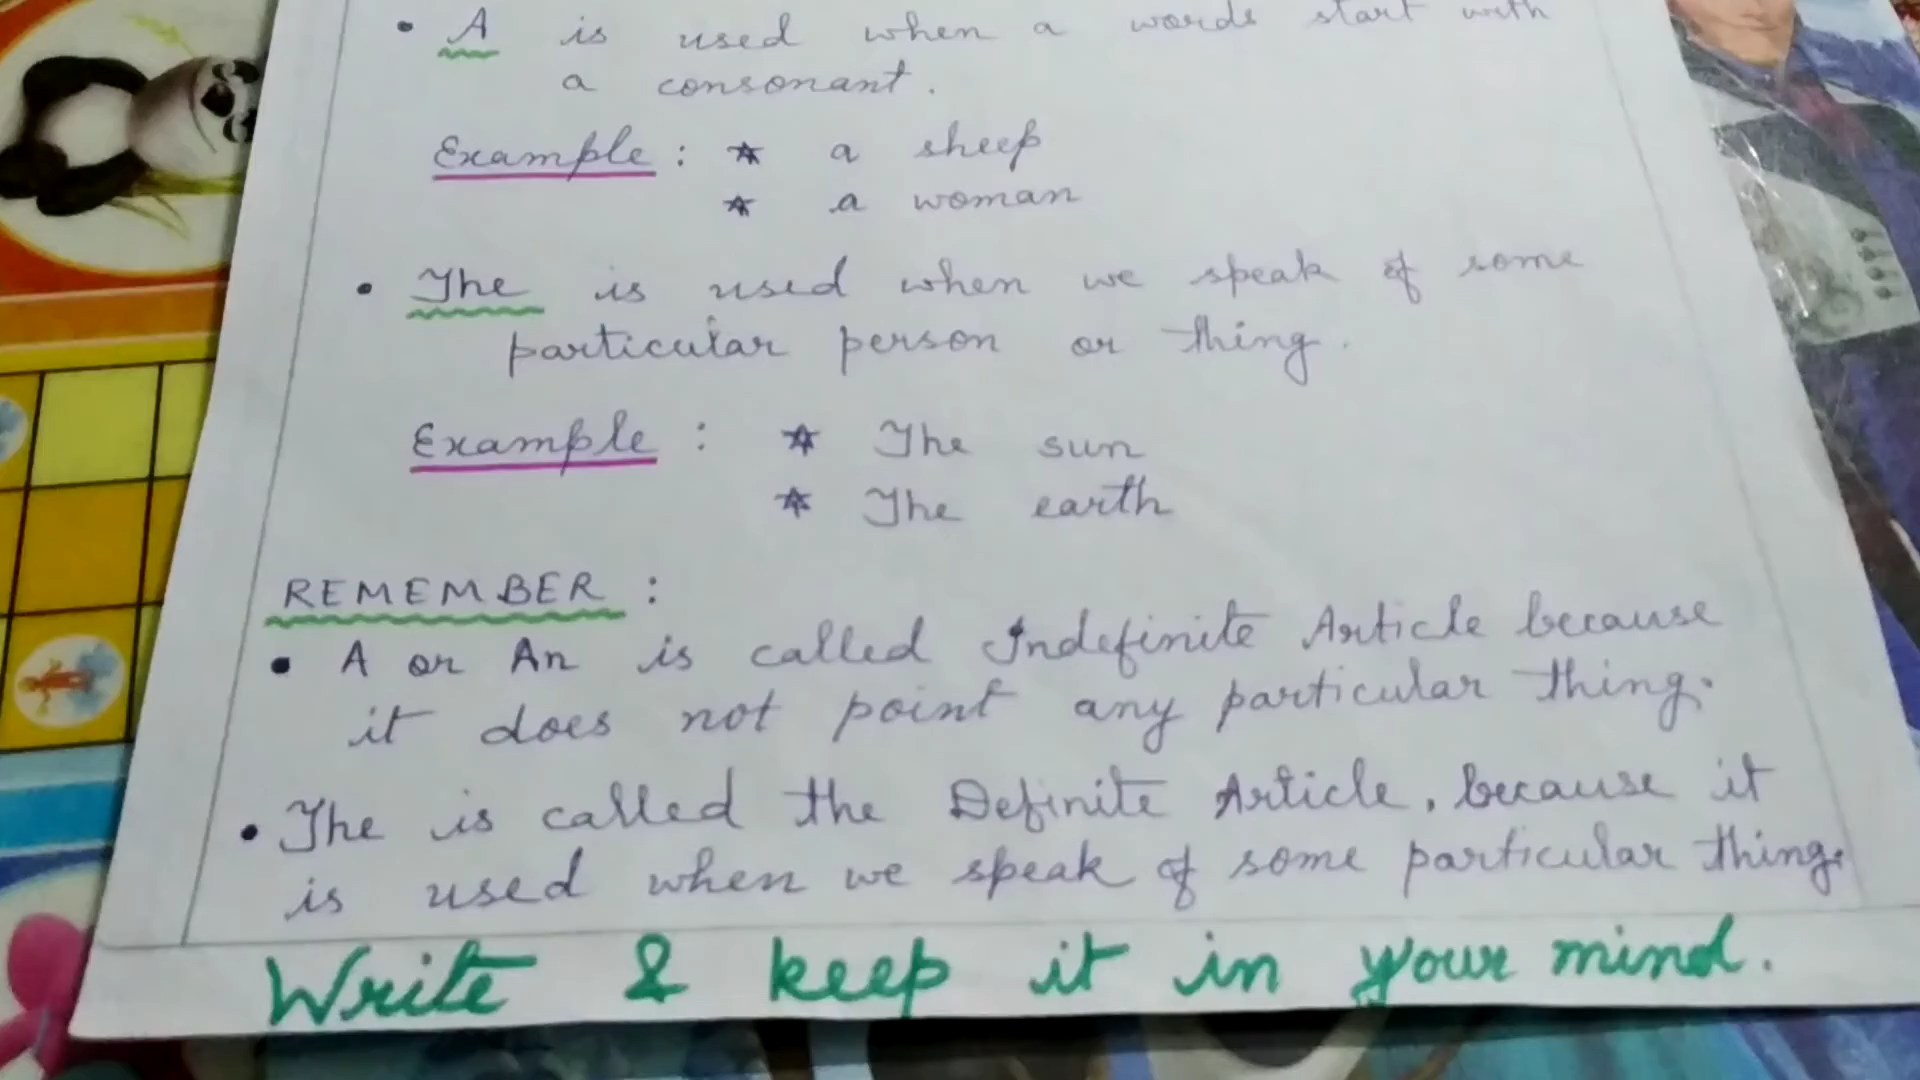 • A is used when a words start with
a consonant.
Example : * a sheep
* a woman
• The is used when we speak of some
particular person or thing.
Example : * The sun
* The earth
REMEMBER :
• A or An is called Indefinite Article because
it does not point any particular thing.
• The is called the Definite Article, because it
is used when we speak of some particular thing.
Write & keep it in your mind.